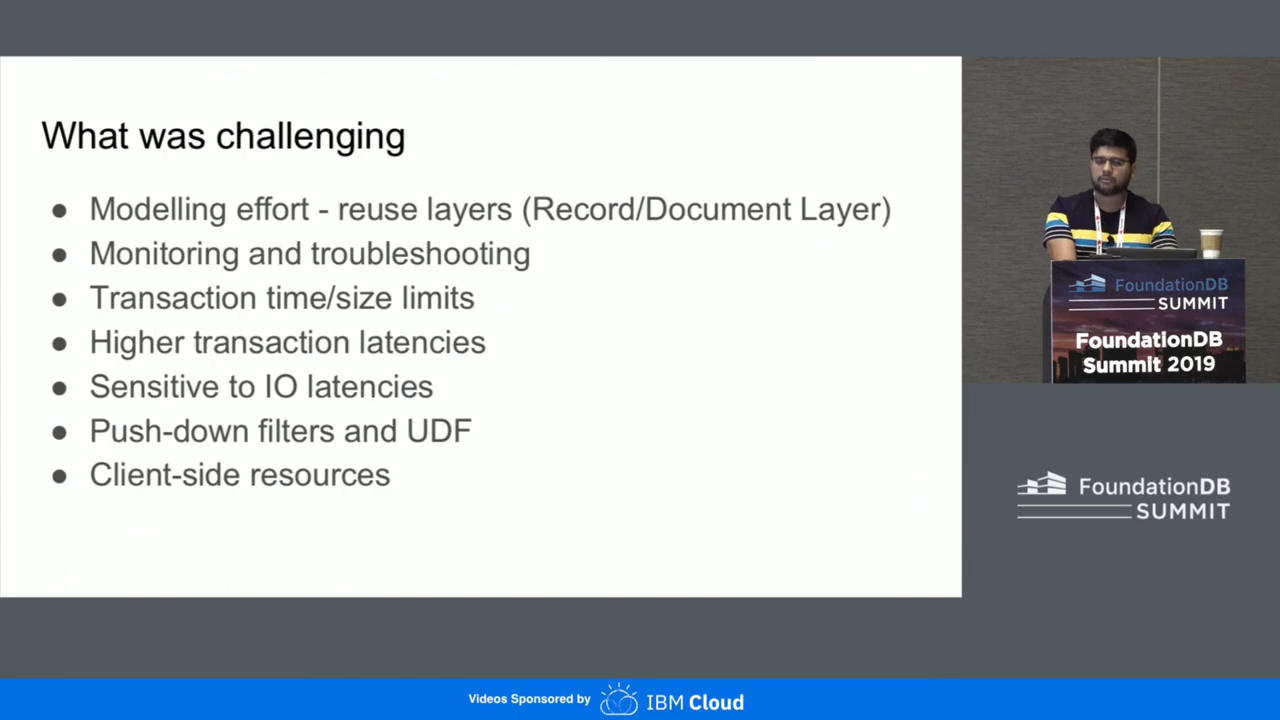 What was challenging
● Modelling effort - reuse layers (Record/Document Layer)
● Monitoring and troubleshooting
● Transaction time/size limits
● Higher transaction latencies
● Sensitive to IO latencies
● Push-down filters and UDF
● Client-side resources
FoundationDB
SUMMIT
FoundationDB
Summit 2019
FoundationDB
SUMMIT
Videos Sponsored by IBM Cloud